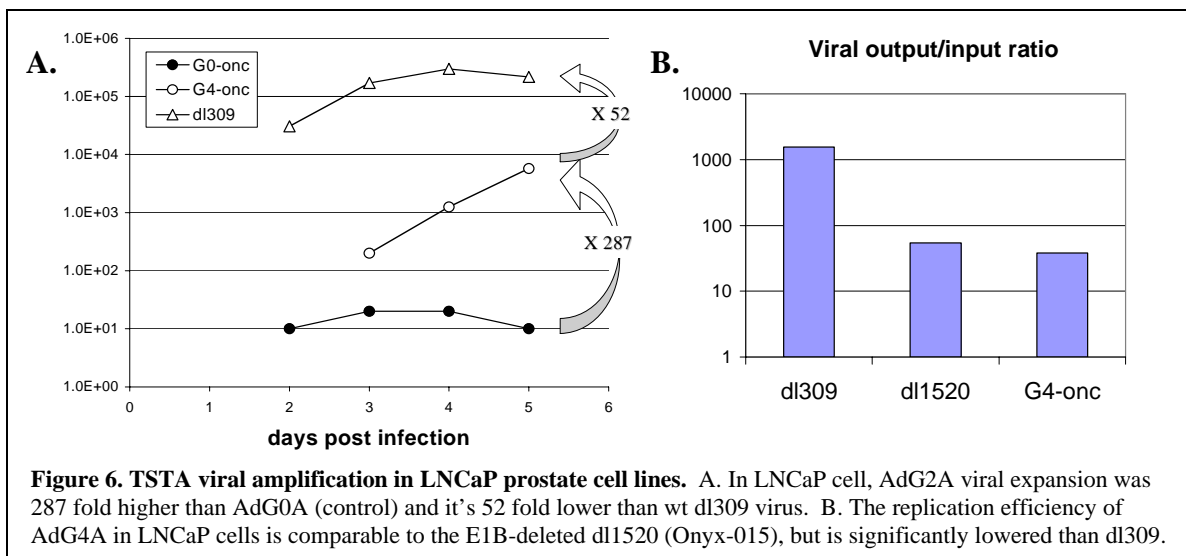 A.
G0-onc
G4-onc
dl309
1.0E+06
1.0E+05
1.0E+04
1.0E+03
1.0E+02
1.0E+01
1.0E+00
0 1 2 3 4 5 6
days post infection
X 52
X 287
B.
Viral output/input ratio
10000
1000
100
10
1
dl309 dl1520 G4-onc
Figure 6. TSTA viral amplification in LNCaP prostate cell lines. A. In LNCaP cell, AdG2A viral expansion was
287 fold higher than AdG0A (control) and it's 52 fold lower than wt dl309 virus. B. The replication efficiency of
AdG4A in LNCaP cells is comparable to the E1B-deleted dl1520 (Onyx-015), but is significantly lowered than dl309.